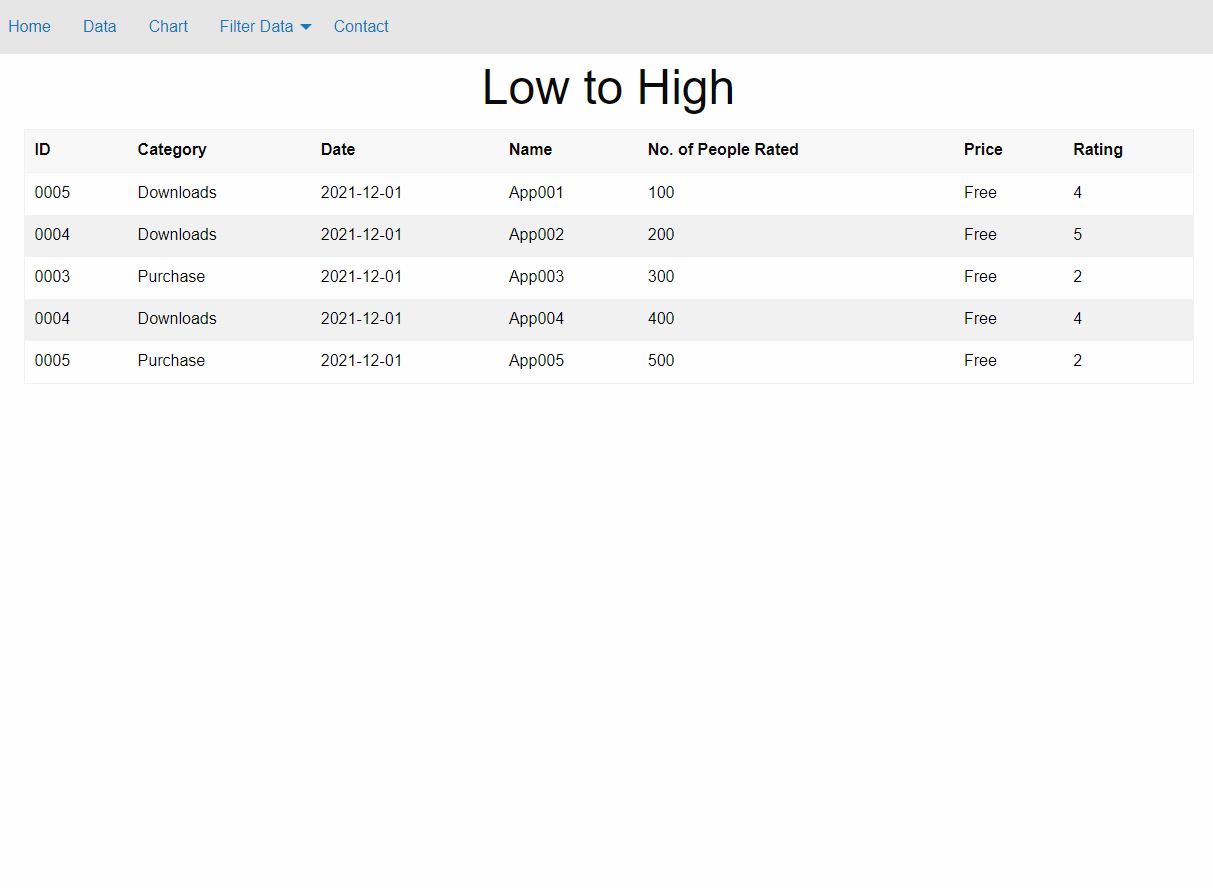 Home Data Chart Filter Data Contact
Low to High
ID Category Date Name No. of People Rated Price Rating
0005 Downloads 2021-12-01 App001 100 Free 4
0004 Downloads 2021-12-01 App002 200 Free 5
0003 Purchase 2021-12-01 App003 300 Free 2
0004 Downloads 2021-12-01 App004 400 Free 4
0005 Purchase 2021-12-01 App005 500 Free 2